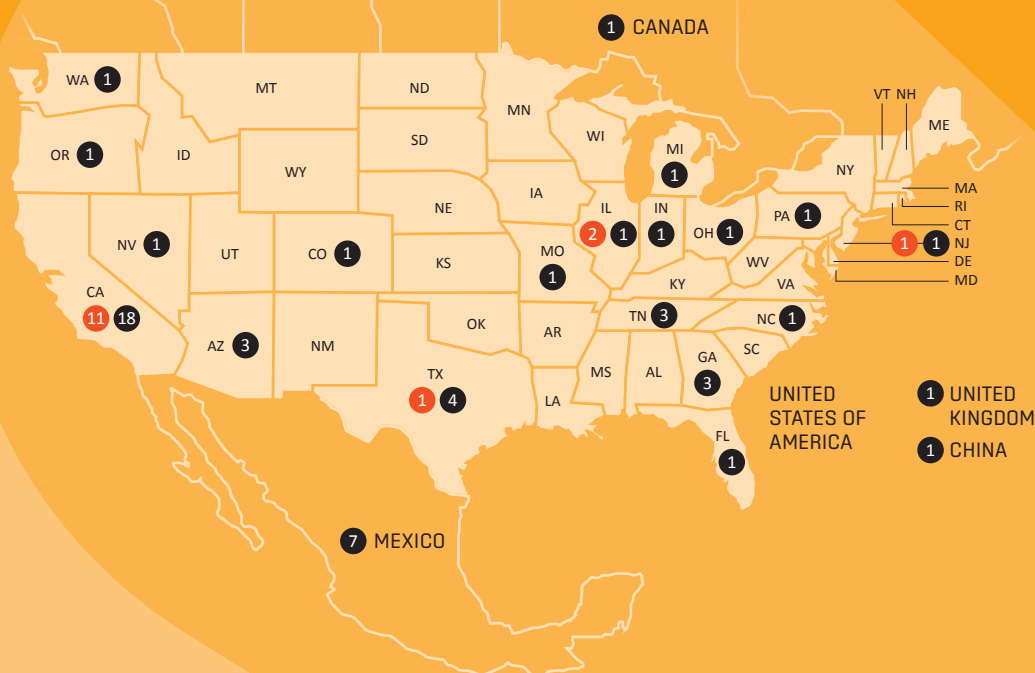 1 CANADA
WA 1
MT
ND
MN
VT NH
ME
OR 1
ID
SD
WI
MI
1
NY
WY
IA
NE
MA
RI
CT
1 1 NJ
DE
MD
NV 1
UT
CO 1
KS
MO
1
IL
2 1
IN
1
OH 1
PA 1
WV
VA
KY
CA
11 18
AZ 3
NM
OK
AR
TN 3
NC 1
SC
TX
1 4
LA
MS
AL
GA
3
FL
1
UNITED
STATES OF
AMERICA
1 UNITED
KINGDOM
1 CHINA
7 MEXICO